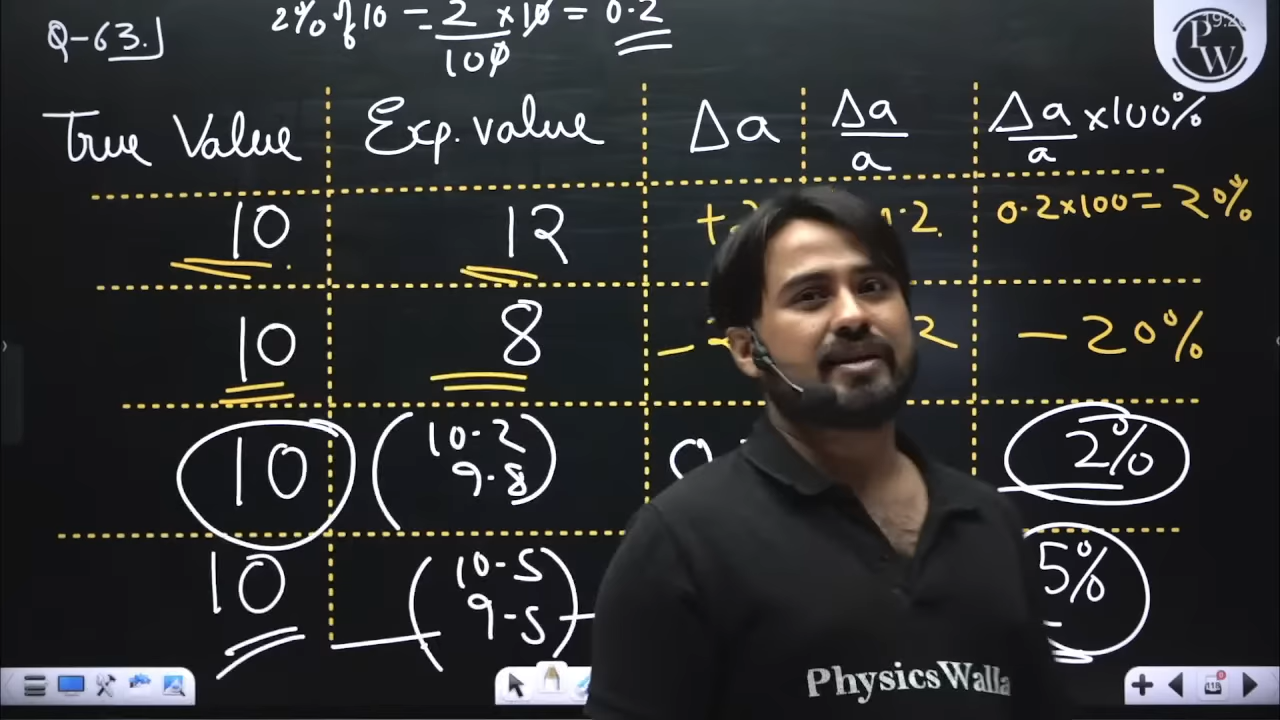 Q-63.
2% of 10 = 2/100 × 10 = 0.2
PW
True Value Exp. value Δa Δa/a Δa/a ×100%
10 12 0.2×100 = 20%
10 8 -20%
10 10.2 2%
9.8
10 10.5 5%
9.5
PhysicsWalla